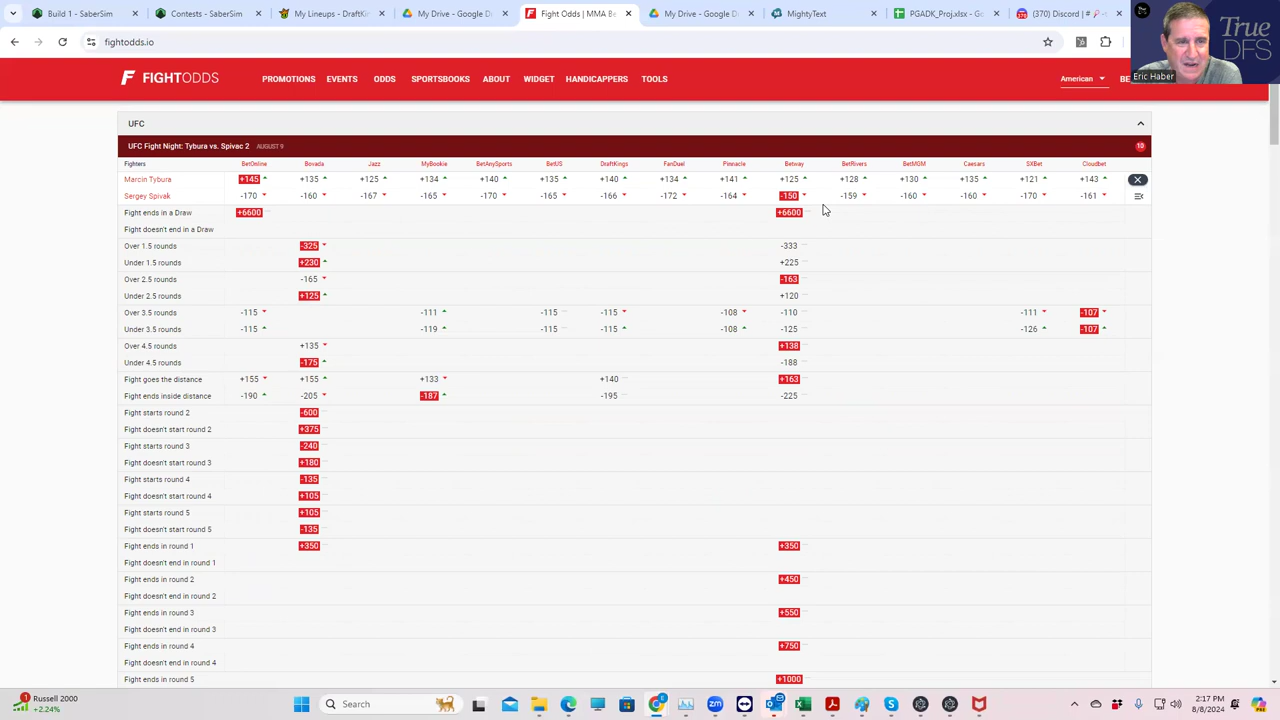 Build 1 - SaberSim
SaberSim
My Lineups - DraftKin
My Drive - Google D
Fight Odds | MMA Be
My Drive - Google D
MightyText
PGADK_ProjMax - Go
(370) Discord | #
True
DFS
Eric Haber
fightodds.io
FIGHTODDS PROMOTIONS EVENTS ODDS SPORTSBOOKS ABOUT WIDGET HANDICAPPERS TOOLS American BE
UFC
UFC Fight Night: Tybura vs. Spivac 2 AUGUST 9 10
Fighters BetOnline Bovada Jazz MyBookie BetAnySports BetUS DraftKings FanDuel Pinnacle Betway BetRivers BetMGM Caesars SXBet Cloudbet
Marcin Tybura +145 +135 +125 +134 +140 +135 +140 +134 +141 +125 +128 +130 +135 +121 +143
Sergey Spivak -170 -160 -167 -165 -170 -165 -166 -172 -164 -150 -159 -160 -160 -170 -161
Fight ends in a Draw +6600 +6600
Fight doesn't end in a Draw
Over 1.5 rounds -325 -333
Under 1.5 rounds +230 +225
Over 2.5 rounds -165 -163
Under 2.5 rounds +125 +120
Over 3.5 rounds -115 -111 -115 -115 -108 -110 -111 -107
Under 3.5 rounds -115 -119 -115 -115 -108 -125 -126 -107
Over 4.5 rounds +135 +138
Under 4.5 rounds -175 -188
Fight goes the distance +155 +155 +133 +140 +163
Fight ends inside distance -190 -205 -187 -195 -225
Fight starts round 2 -600
Fight doesn't start round 2 +375
Fight starts round 3 -240
Fight doesn't start round 3 +180
Fight starts round 4 -135
Fight doesn't start round 4 +105
Fight starts round 5 +105
Fight doesn't start round 5 -135
Fight ends in round 1 +350 +350
Fight doesn't end in round 1
Fight ends in round 2 +450
Fight doesn't end in round 2
Fight ends in round 3 +550
Fight doesn't end in round 3
Fight ends in round 4 +750
Fight doesn't end in round 4
Fight ends in round 5 +1000
1
Russell 2000
+2.24%
Search
2:17 PM
8/8/2024